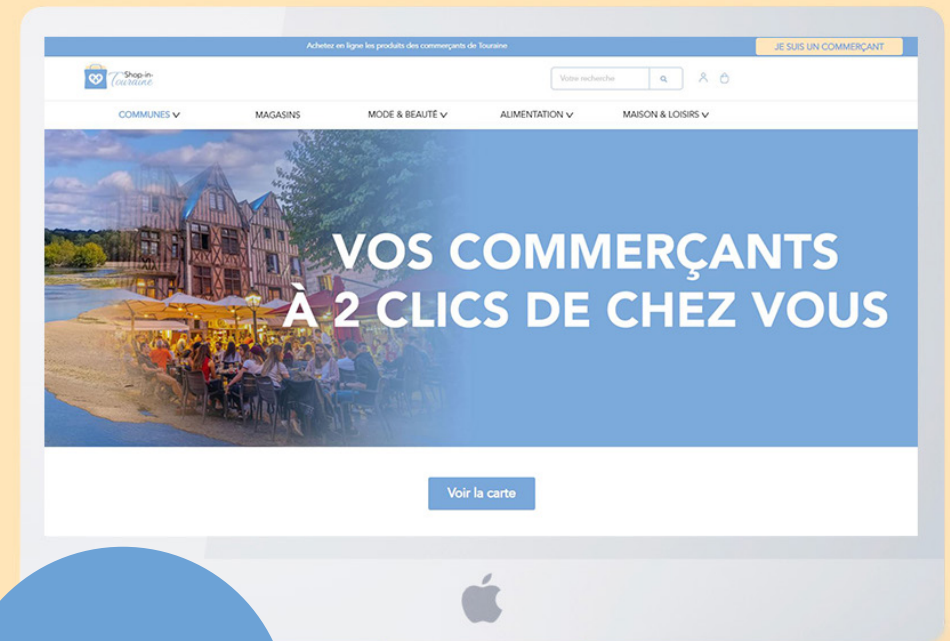 Achetez en ligne les produits des commerçants de Touraine
JE SUIS UN COMMERÇANT
Shop-in-
Touraine
Votre recherche
COMMUNES
MAGASINS
MODE & BEAUTÉ
ALIMENTATION
MAISON & LOISIRS
VOS COMMERÇANTS
À 2 CLICS DE CHEZ VOUS
Voir la carte